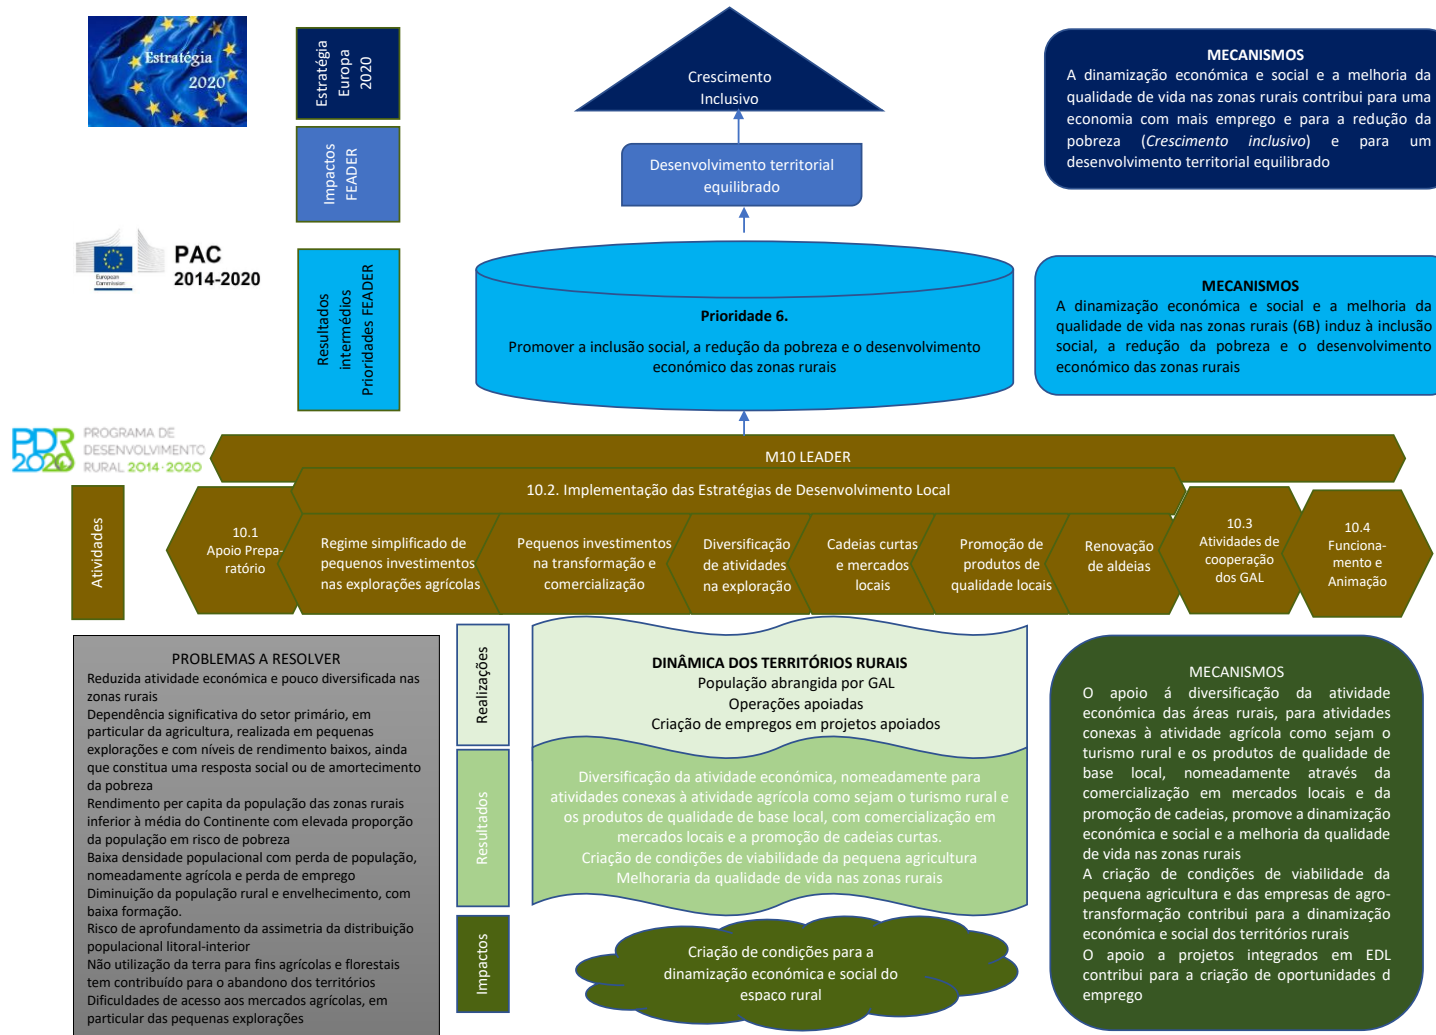 Estratégia
2020
Estratégia
Europa
2020
Crescimento
Inclusivo
MECANISMOS
A dinamização económica e social e a melhoria da
qualidade de vida nas zonas rurais contribui para uma
economia com mais emprego e para a redução da
pobreza (Crescimento inclusivo) e para um
desenvolvimento territorial equilibrado
Impactos
FEADER
Desenvolvimento territorial
equilibrado
European
Commission
PAC
2014-2020
Resultados
intermédios
Prioridades FEADER
Prioridade 6.
Promover a inclusão social, a redução da pobreza e o desenvolvimento
económico das zonas rurais
MECANISMOS
A dinamização económica e social e a melhoria da
qualidade de vida nas zonas rurais (6B) induz à inclusão
social, a redução da pobreza e o desenvolvimento
económico das zonas rurais
PDR
2020
PROGRAMA DE
DESENVOLVIMENTO
RURAL 2014·2020
M10 LEADER
10.2. Implementação das Estratégias de Desenvolvimento Local
Atividades
10.1
Apoio Prepa-
ratório
Regime simplificado de
pequenos investimentos
nas explorações agrícolas
Pequenos investimentos
na transformação e
comercialização
Diversificação
de atividades
na exploração
Cadeias curtas
e mercados
locais
Promoção de
produtos de
qualidade locais
Renovação
de aldeias
10.3
Atividades de
cooperação
dos GAL
10.4
Funciona-
mento e
Animação
PROBLEMAS A RESOLVER
Reduzida atividade económica e pouco diversificada nas
zonas rurais
Dependência significativa do setor primário, em
particular da agricultura, realizada em pequenas
explorações e com níveis de rendimento baixos, ainda
que constitua uma resposta social ou de amortecimento
da pobreza
Rendimento per capita da população das zonas rurais
inferior à média do Continente com elevada proporção
da população em risco de pobreza
Baixa densidade populacional com perda de população,
nomeadamente agrícola e perda de emprego
Diminuição da população rural e envelhecimento, com
baixa formação.
Risco de aprofundamento da assimetria da distribuição
populacional litoral-interior
Não utilização da terra para fins agrícolas e florestais
tem contribuído para o abandono dos territórios
Dificuldades de acesso aos mercados agrícolas, em
particular das pequenas explorações
Realizações
DINÂMICA DOS TERRITÓRIOS RURAIS
População abrangida por GAL
Operações apoiadas
Criação de empregos em projetos apoiados
Resultados
Diversificação da atividade económica, nomeadamente para
atividades conexas à atividade agrícola como sejam o turismo rural e
os produtos de qualidade de base local, com comercialização em
mercados locais e a promoção de cadeias curtas.
Criação de condições de viabilidade da pequena agricultura
Melhoraria da qualidade de vida nas zonas rurais
Impactos
Criação de condições para a
dinamização económica e social do
espaço rural
MECANISMOS
O apoio á diversificação da atividade
económica das áreas rurais, para atividades
conexas à atividade agrícola como sejam o
turismo rural e os produtos de qualidade de
base local, nomeadamente através da
comercialização em mercados locais e da
promoção de cadeias, promove a dinamização
económica e social e a melhoria da qualidade
de vida nas zonas rurais
A criação de condições de viabilidade da
pequena agricultura e das empresas de agro-
transformação contribui para a dinamização
económica e social dos territórios rurais
O apoio a projetos integrados em EDL
contribui para a criação de oportunidades d
emprego